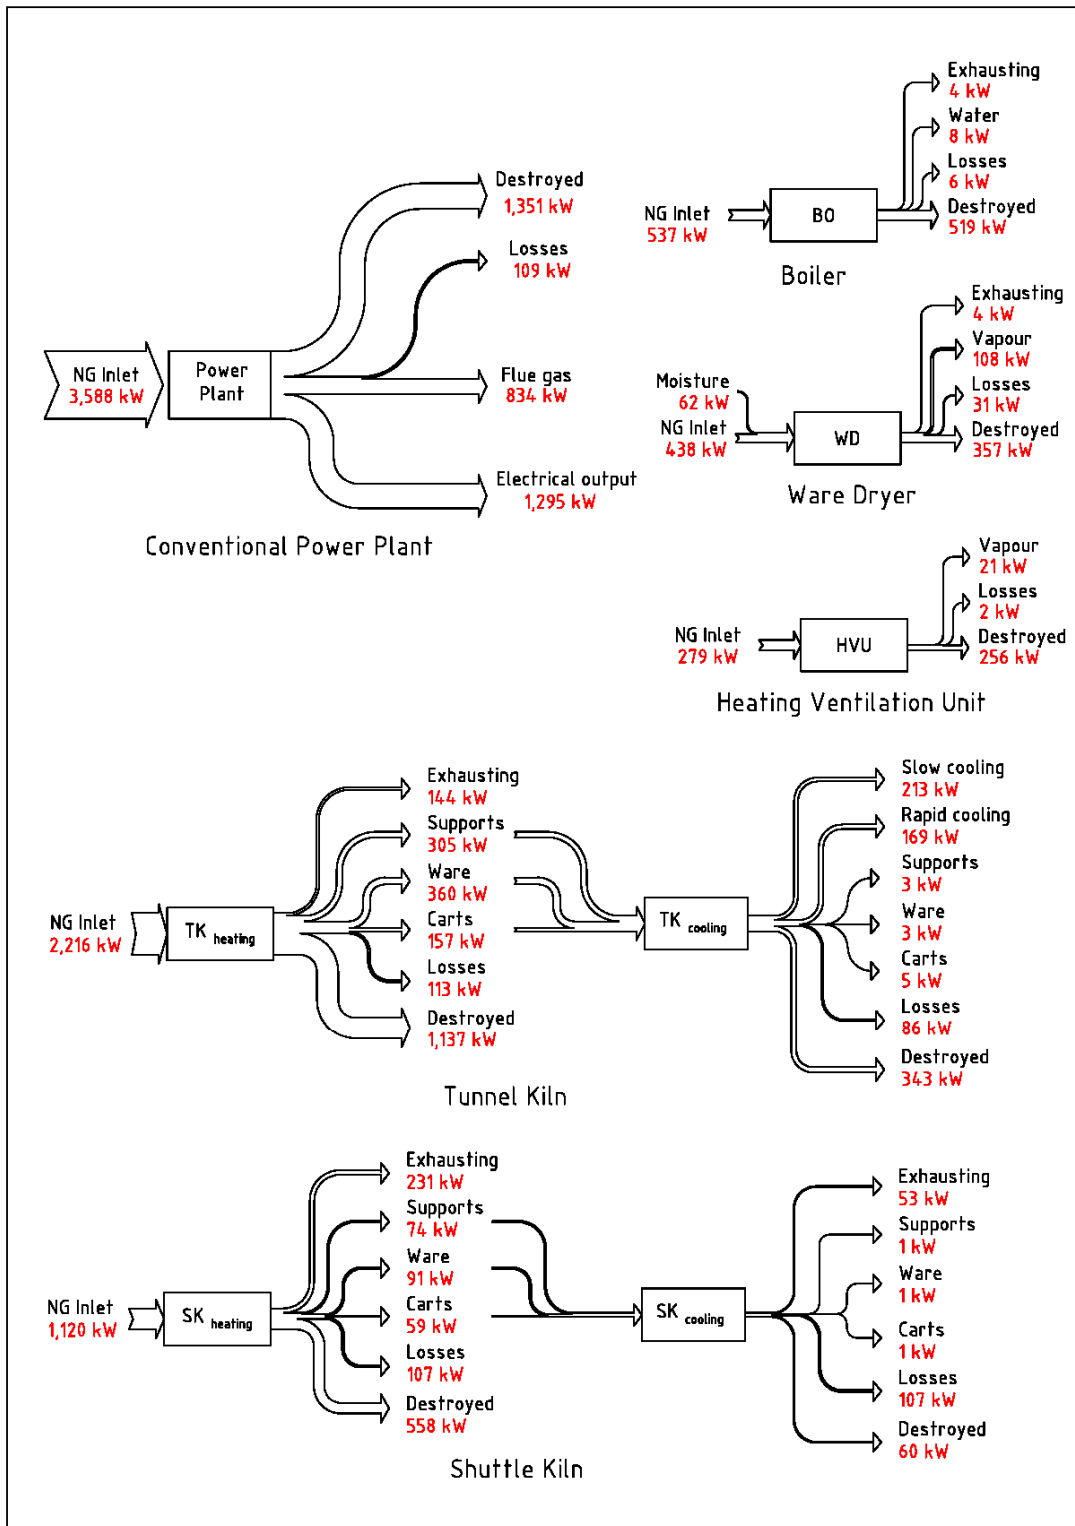 Exhausting
4 kW
Water
8 kW
Losses
6 kW
Destroyed
519 kW
NG Inlet
537 kW
BO
Boiler
Destroyed
1,351 kW
Losses
109 kW
NG Inlet
3,588 kW
Power
Plant
Flue gas
834 kW
Electrical output
1,295 kW
Conventional Power Plant
Exhausting
4 kW
Vapour
108 kW
Losses
31 kW
Destroyed
357 kW
Moisture
62 kW
NG Inlet
438 kW
WD
Ware Dryer
Vapour
21 kW
Losses
2 kW
Destroyed
256 kW
NG Inlet
279 kW
HVU
Heating Ventilation Unit
NG Inlet
2,216 kW
TK heating
Exhausting
144 kW
Supports
305 kW
Ware
360 kW
Carts
157 kW
Losses
113 kW
Destroyed
1,137 kW
TK cooling
Slow cooling
213 kW
Rapid cooling
169 kW
Supports
3 kW
Ware
3 kW
Carts
5 kW
Losses
86 kW
Destroyed
343 kW
Tunnel Kiln
NG Inlet
1,120 kW
SK heating
Exhausting
231 kW
Supports
74 kW
Ware
91 kW
Carts
59 kW
Losses
107 kW
Destroyed
558 kW
SK cooling
Exhausting
53 kW
Supports
1 kW
Ware
1 kW
Carts
1 kW
Losses
107 kW
Destroyed
60 kW
Shuttle Kiln